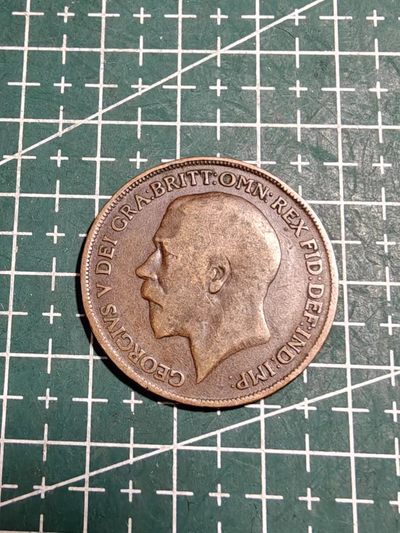 GEORGIVS V DEI GRA:BRITT:OMN:REX FID:DEF:IND:IMP: